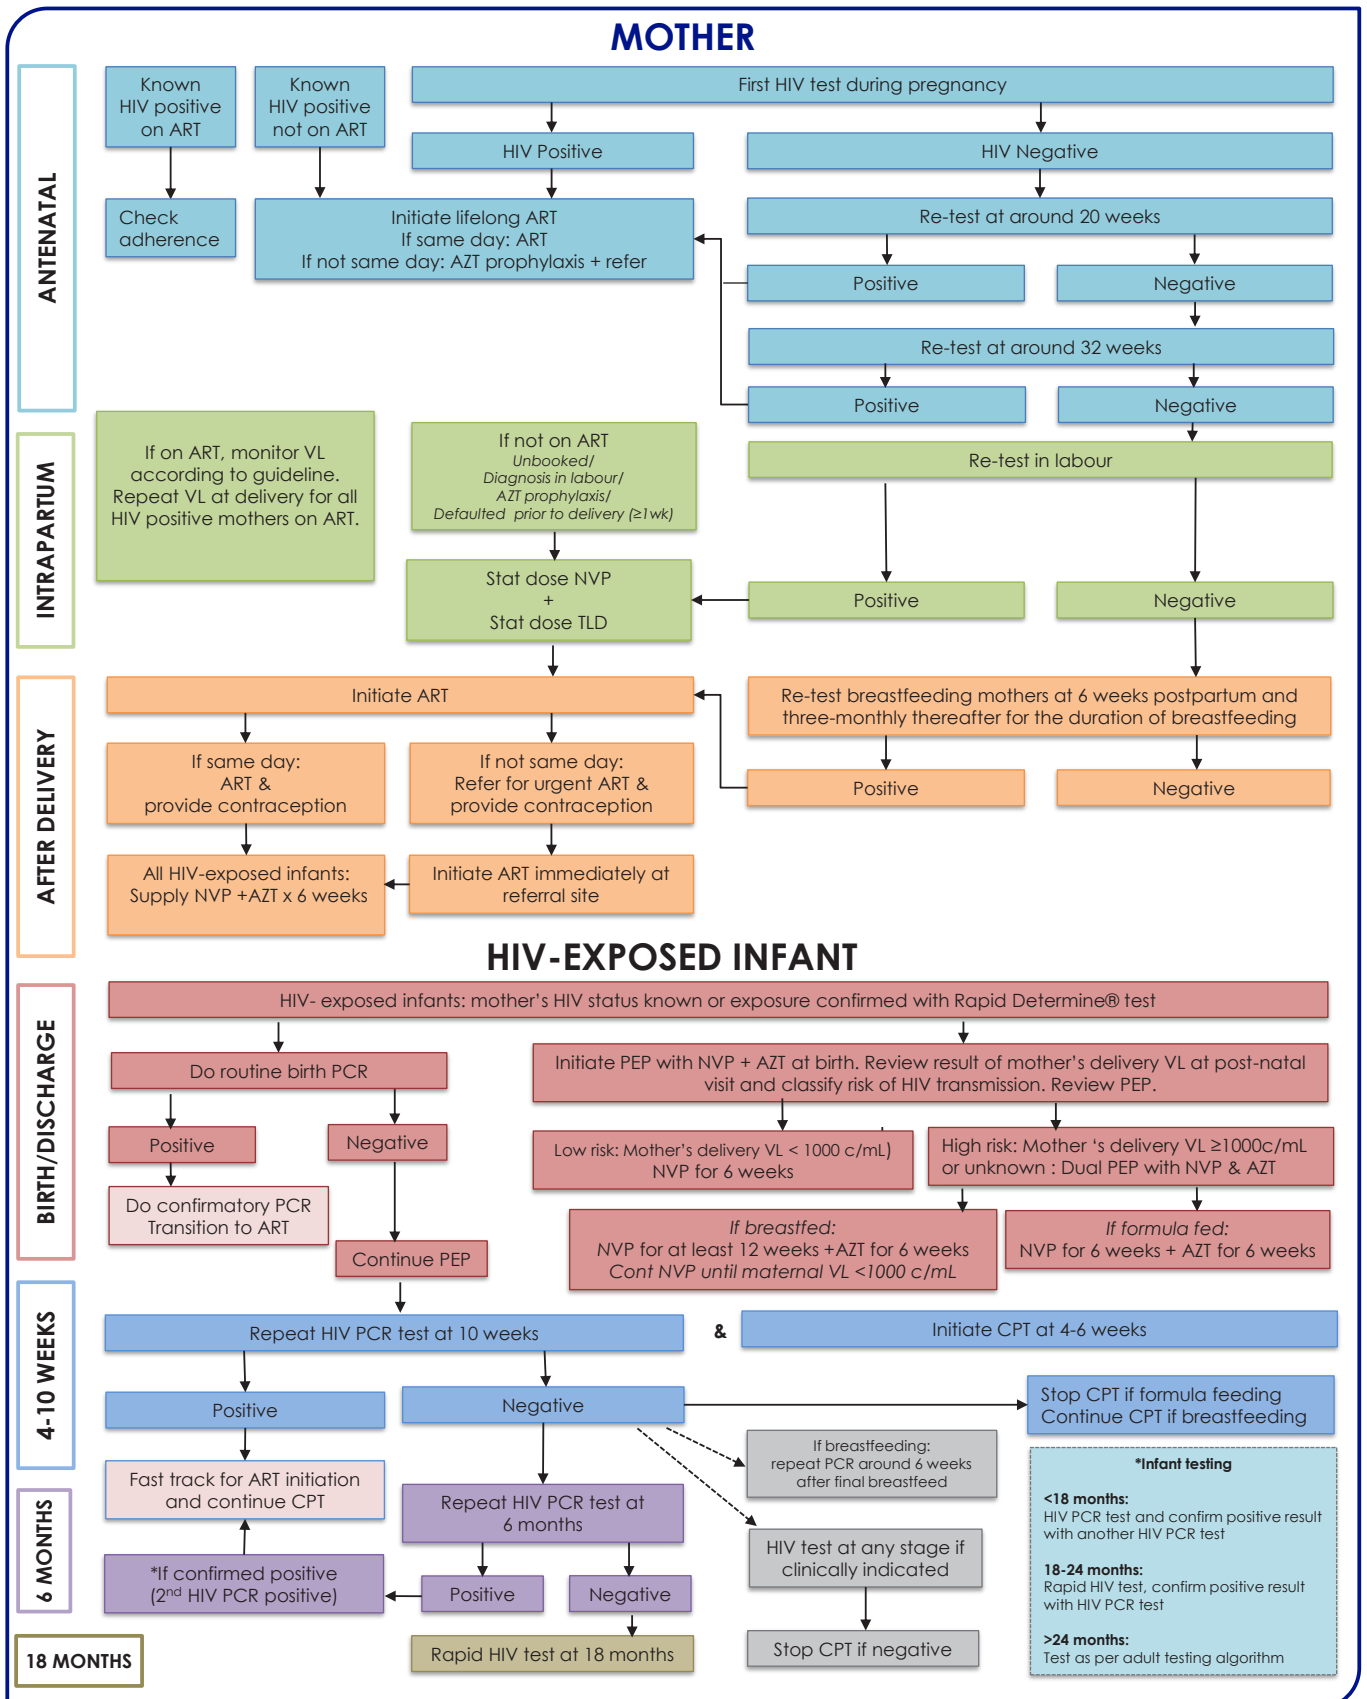 MOTHER
ANTENATAL
Known
HIV positive
on ART
Known
HIV positive
not on ART
First HIV test during pregnancy
HIV Positive
HIV Negative
Check
adherence
Initiate lifelong ART
If same day: ART
If not same day: AZT prophylaxis + refer
Re-test at around 20 weeks
Positive
Negative
Re-test at around 32 weeks
Positive
Negative
INTRAPARTUM
If on ART, monitor VL
according to guideline.
Repeat VL at delivery for all
HIV positive mothers on ART.
If not on ART
Unbooked/
Diagnosis in labour/
AZT prophylaxis/
Defaulted prior to delivery (≥1wk)
Re-test in labour
Stat dose NVP
+
Stat dose TLD
Positive
Negative
AFTER DELIVERY
Initiate ART
Re-test breastfeeding mothers at 6 weeks postpartum and
three-monthly thereafter for the duration of breastfeeding
If same day:
ART &
provide contraception
If not same day:
Refer for urgent ART &
provide contraception
Positive
Negative
All HIV-exposed infants:
Supply NVP +AZT x 6 weeks
Initiate ART immediately at
referral site
HIV-EXPOSED INFANT
BIRTH/DISCHARGE
HIV- exposed infants: mother's HIV status known or exposure confirmed with Rapid Determine® test
Do routine birth PCR
Initiate PEP with NVP + AZT at birth. Review result of mother's delivery VL at post-natal
visit and classify risk of HIV transmission. Review PEP.
Positive
Negative
Low risk: Mother's delivery VL < 1000 c/mL)
NVP for 6 weeks
High risk: Mother 's delivery VL ≥1000c/mL
or unknown : Dual PEP with NVP & AZT
Do confirmatory PCR
Transition to ART
Continue PEP
If breastfed:
NVP for at least 12 weeks +AZT for 6 weeks
Cont NVP until maternal VL <1000 c/mL
If formula fed:
NVP for 6 weeks + AZT for 6 weeks
4-10 WEEKS
Repeat HIV PCR test at 10 weeks
&
Initiate CPT at 4-6 weeks
Positive
Negative
Stop CPT if formula feeding
Continue CPT if breastfeeding
Fast track for ART initiation
and continue CPT
If breastfeeding:
repeat PCR around 6 weeks
after final breastfeed
6 MONTHS
Repeat HIV PCR test at
6 months
HIV test at any stage if
clinically indicated
*If confirmed positive
(2nd HIV PCR positive)
Positive
Negative
Stop CPT if negative
*Infant testing
<18 months:
HIV PCR test and confirm positive result
with another HIV PCR test
18-24 months:
Rapid HIV test, confirm positive result
with HIV PCR test
>24 months:
Test as per adult testing algorithm
18 MONTHS
Rapid HIV test at 18 months